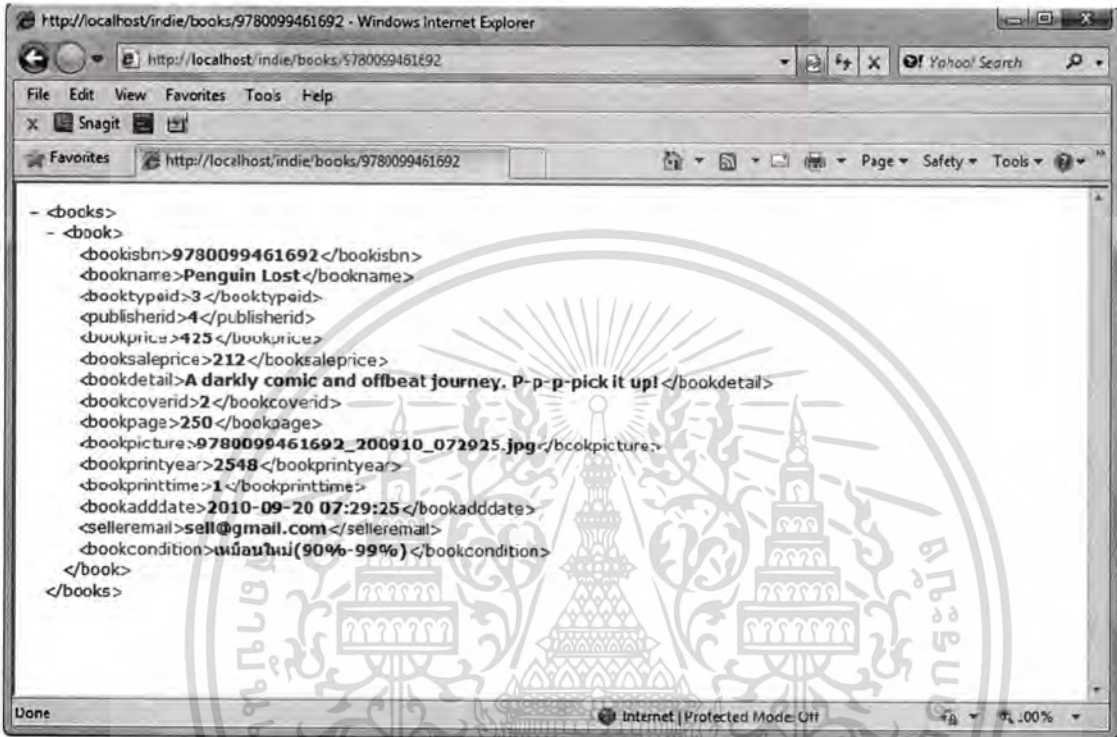 http://localhost/indie/books/9780099461692 - Windows Internet Explorer
http://localhost/indie/books/9780099461692
Yahoo! Search
File Edit View Favorites Tools Help
x Snagit
Favorites http://localhost/indie/books/9780099461692 Page Safety Tools
- <books>
- <book>
<bookisbn>9780099461692</bookisbn>
<bookname>Penguin Lost</bookname>
<booktypeid>3</booktypeid>
<publisherid>4</publisherid>
<bookprice>425</bookprice>
<booksaleprice>212</booksaleprice>
<bookdetail>A darkly comic and offbeat journey. P-p-p-pick it up!</bookdetail>
<bookcoverid>2</bookcoverid>
<bookpage>250</bookpage>
<bookpicture>9780099461692_200910_072925.jpg</bookpicture>
<bookprintyear>2548</bookprintyear>
<bookprinttime>1</bookprinttime>
<bookadddate>2010-09-20 07:29:25</bookadddate>
<selleremail>sell@gmail.com</selleremail>
<bookcondition>เหมือนใหม่(90%-99%)</bookcondition>
</book>
</books>
Done Internet | Protected Mode: Off 100%